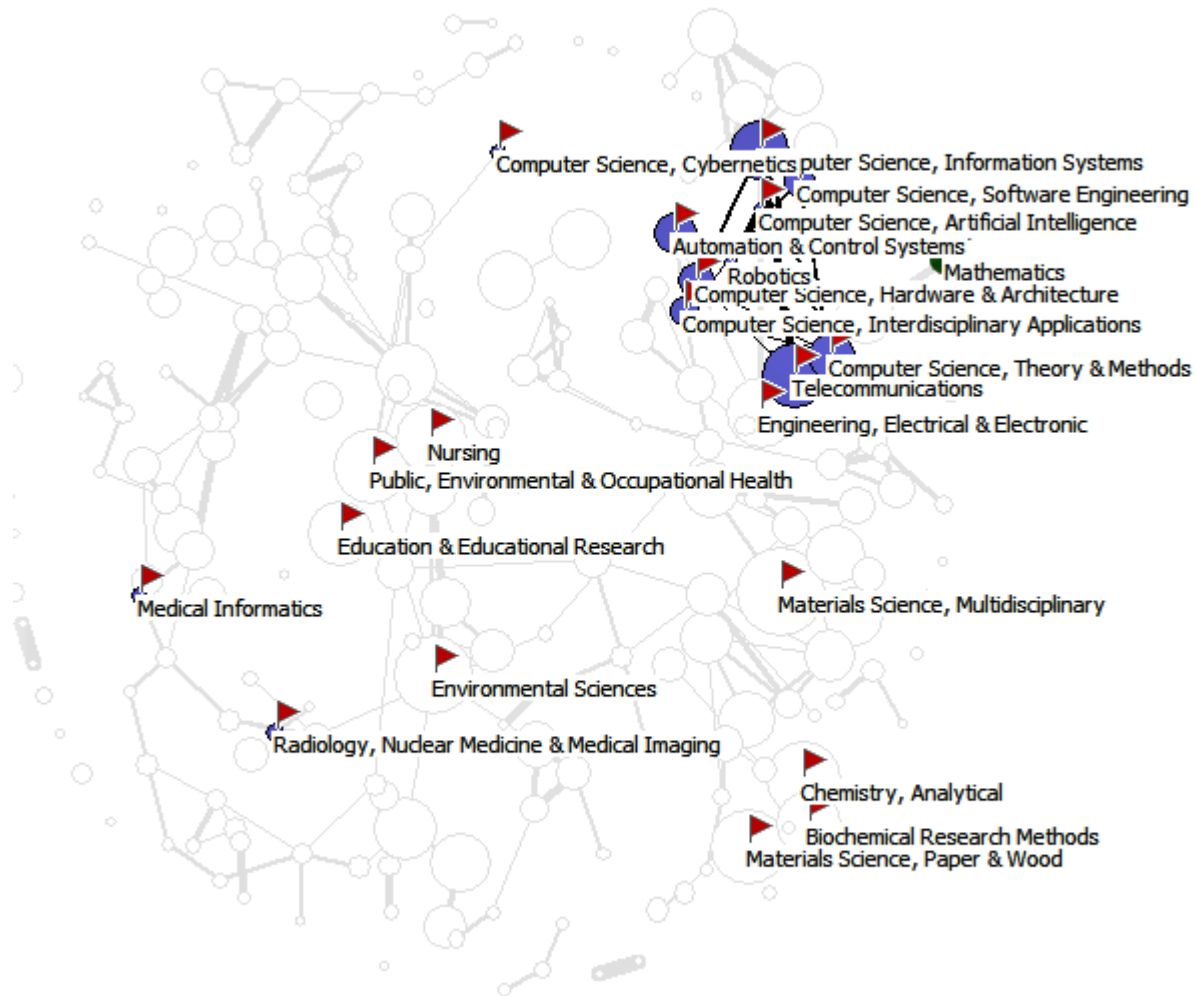 Computer Science, Cybernetics
puter Science, Information Systems
Computer Science, Software Engineering
Computer Science, Artificial Intelligence
Automation & Control Systems
Mathematics
Robotics
Computer Science, Hardware & Architecture
Computer Science, Interdisciplinary Applications
Computer Science, Theory & Methods
Telecommunications
Engineering, Electrical & Electronic
Nursing
Public, Environmental & Occupational Health
Education & Educational Research
Medical Informatics
Materials Science, Multidisciplinary
Environmental Sciences
Radiology, Nuclear Medicine & Medical Imaging
Chemistry, Analytical
Biochemical Research Methods
Materials Science, Paper & Wood